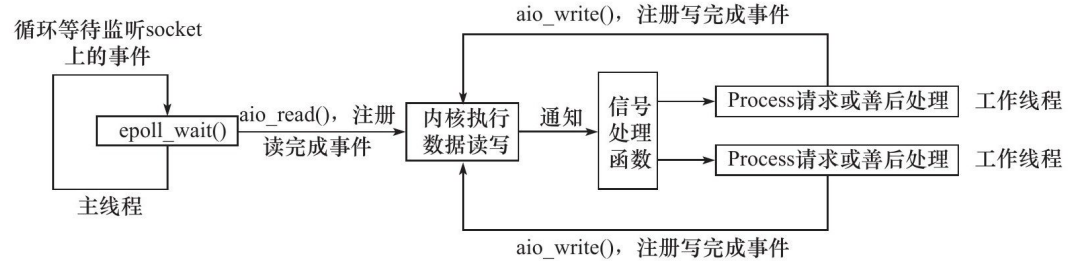 aio_write()，注册写完成事件
循环等待监听socket
上的事件
epoll_wait()
主线程
aio_read()，注册
读完成事件
内核执行
数据读写
通知
信号
处理
函数
Process请求或善后处理
工作线程
Process请求或善后处理
工作线程
aio_write()，注册写完成事件